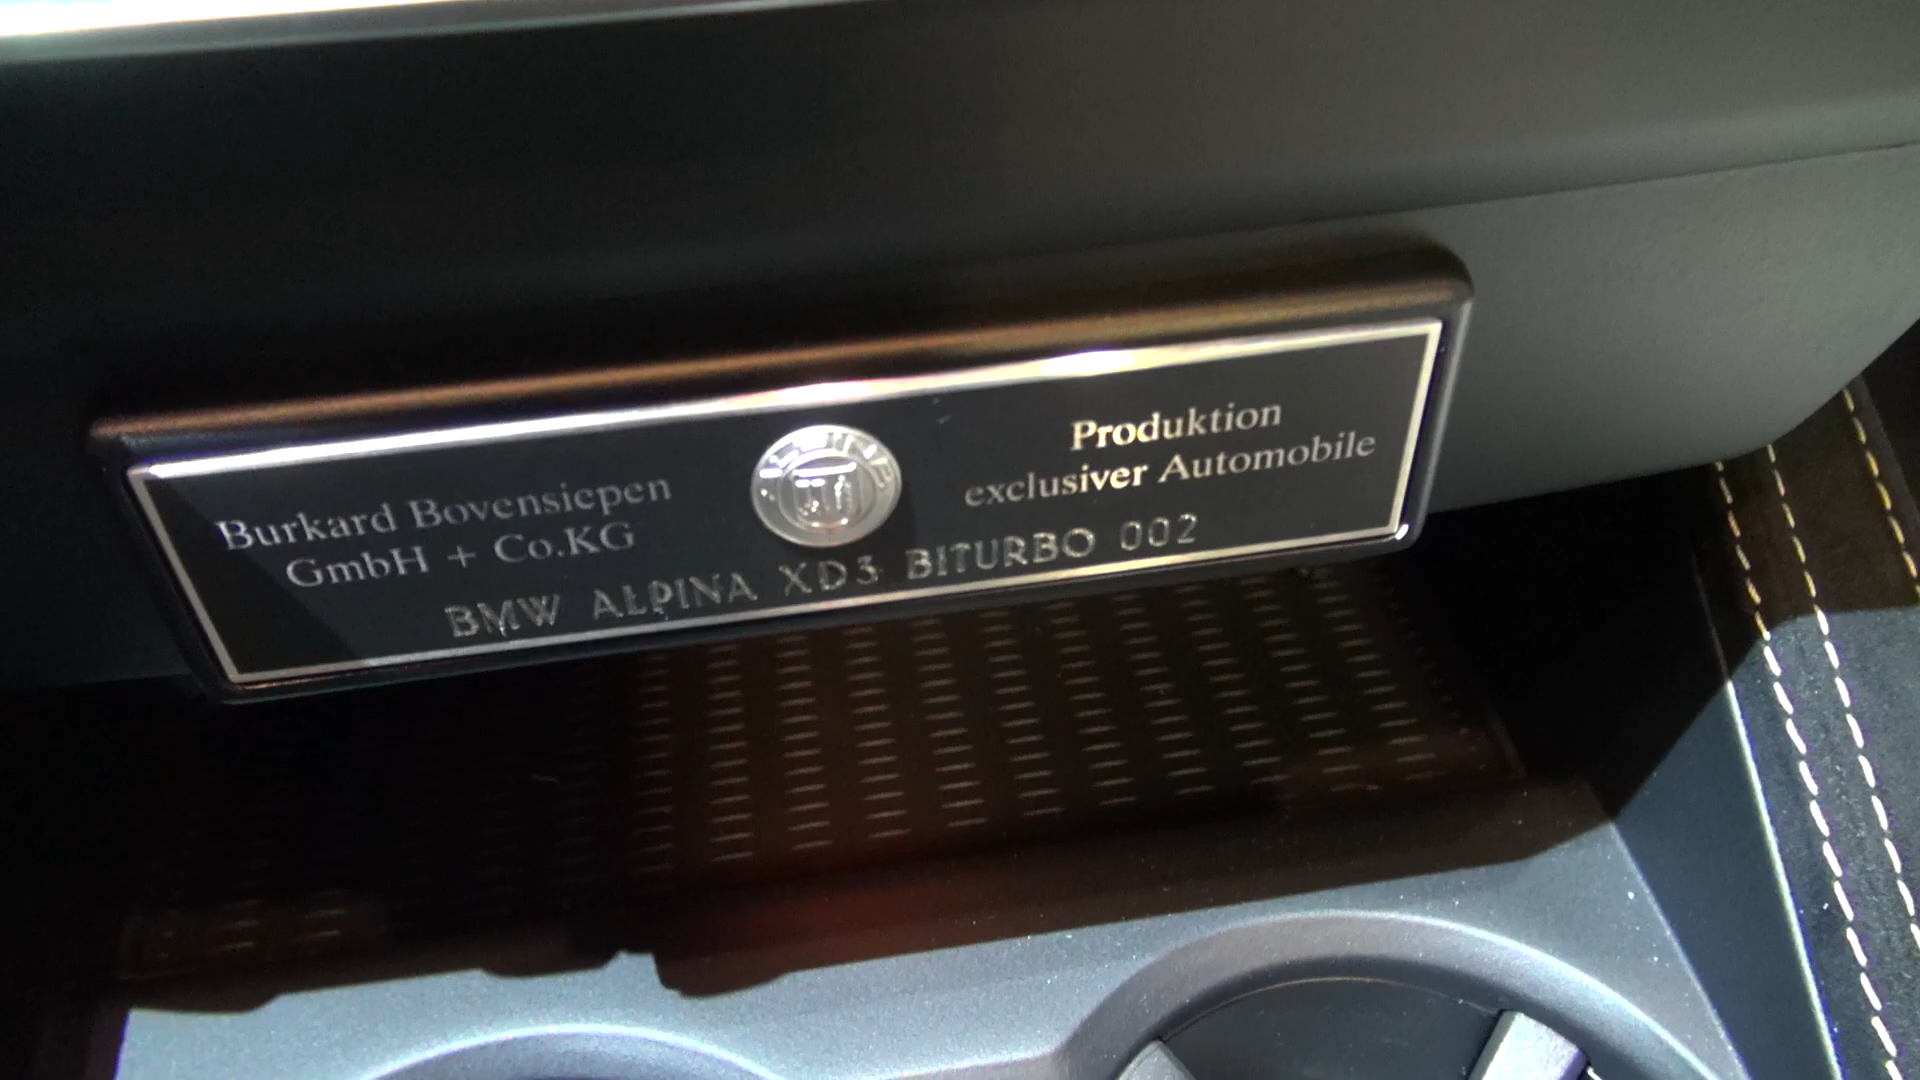 Burkard Bovensiepen
GmbH + Co.KG
Produktion
exclusiver Automobile
BMW ALPINA XD3 BITURBO 002